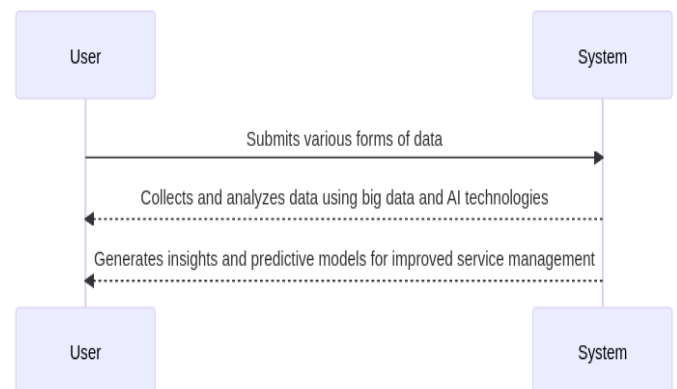 User
System
Submits various forms of data
Collects and analyzes data using big data and AI technologies
Generates insights and predictive models for improved service management
User
System